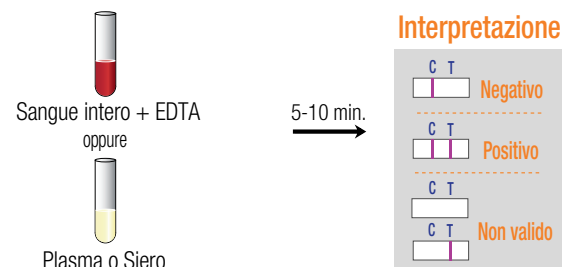 Interpretazione
Sangue intero + EDTA
oppure
Plasma o Siero
5-10 min.
C T
Negativo
C T
Positivo
C T
C T
Non valido